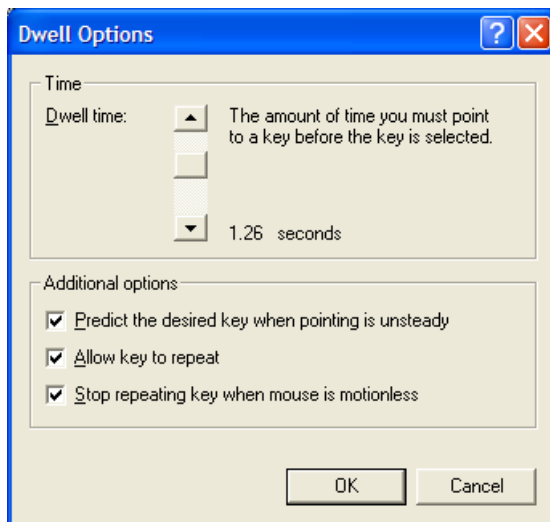 Dwell Options
Time
Dwell time:
The amount of time you must point
to a key before the key is selected.
1.26 seconds
Additional options
Predict the desired key when pointing is unsteady
Allow key to repeat
Stop repeating key when mouse is motionless
OK
Cancel